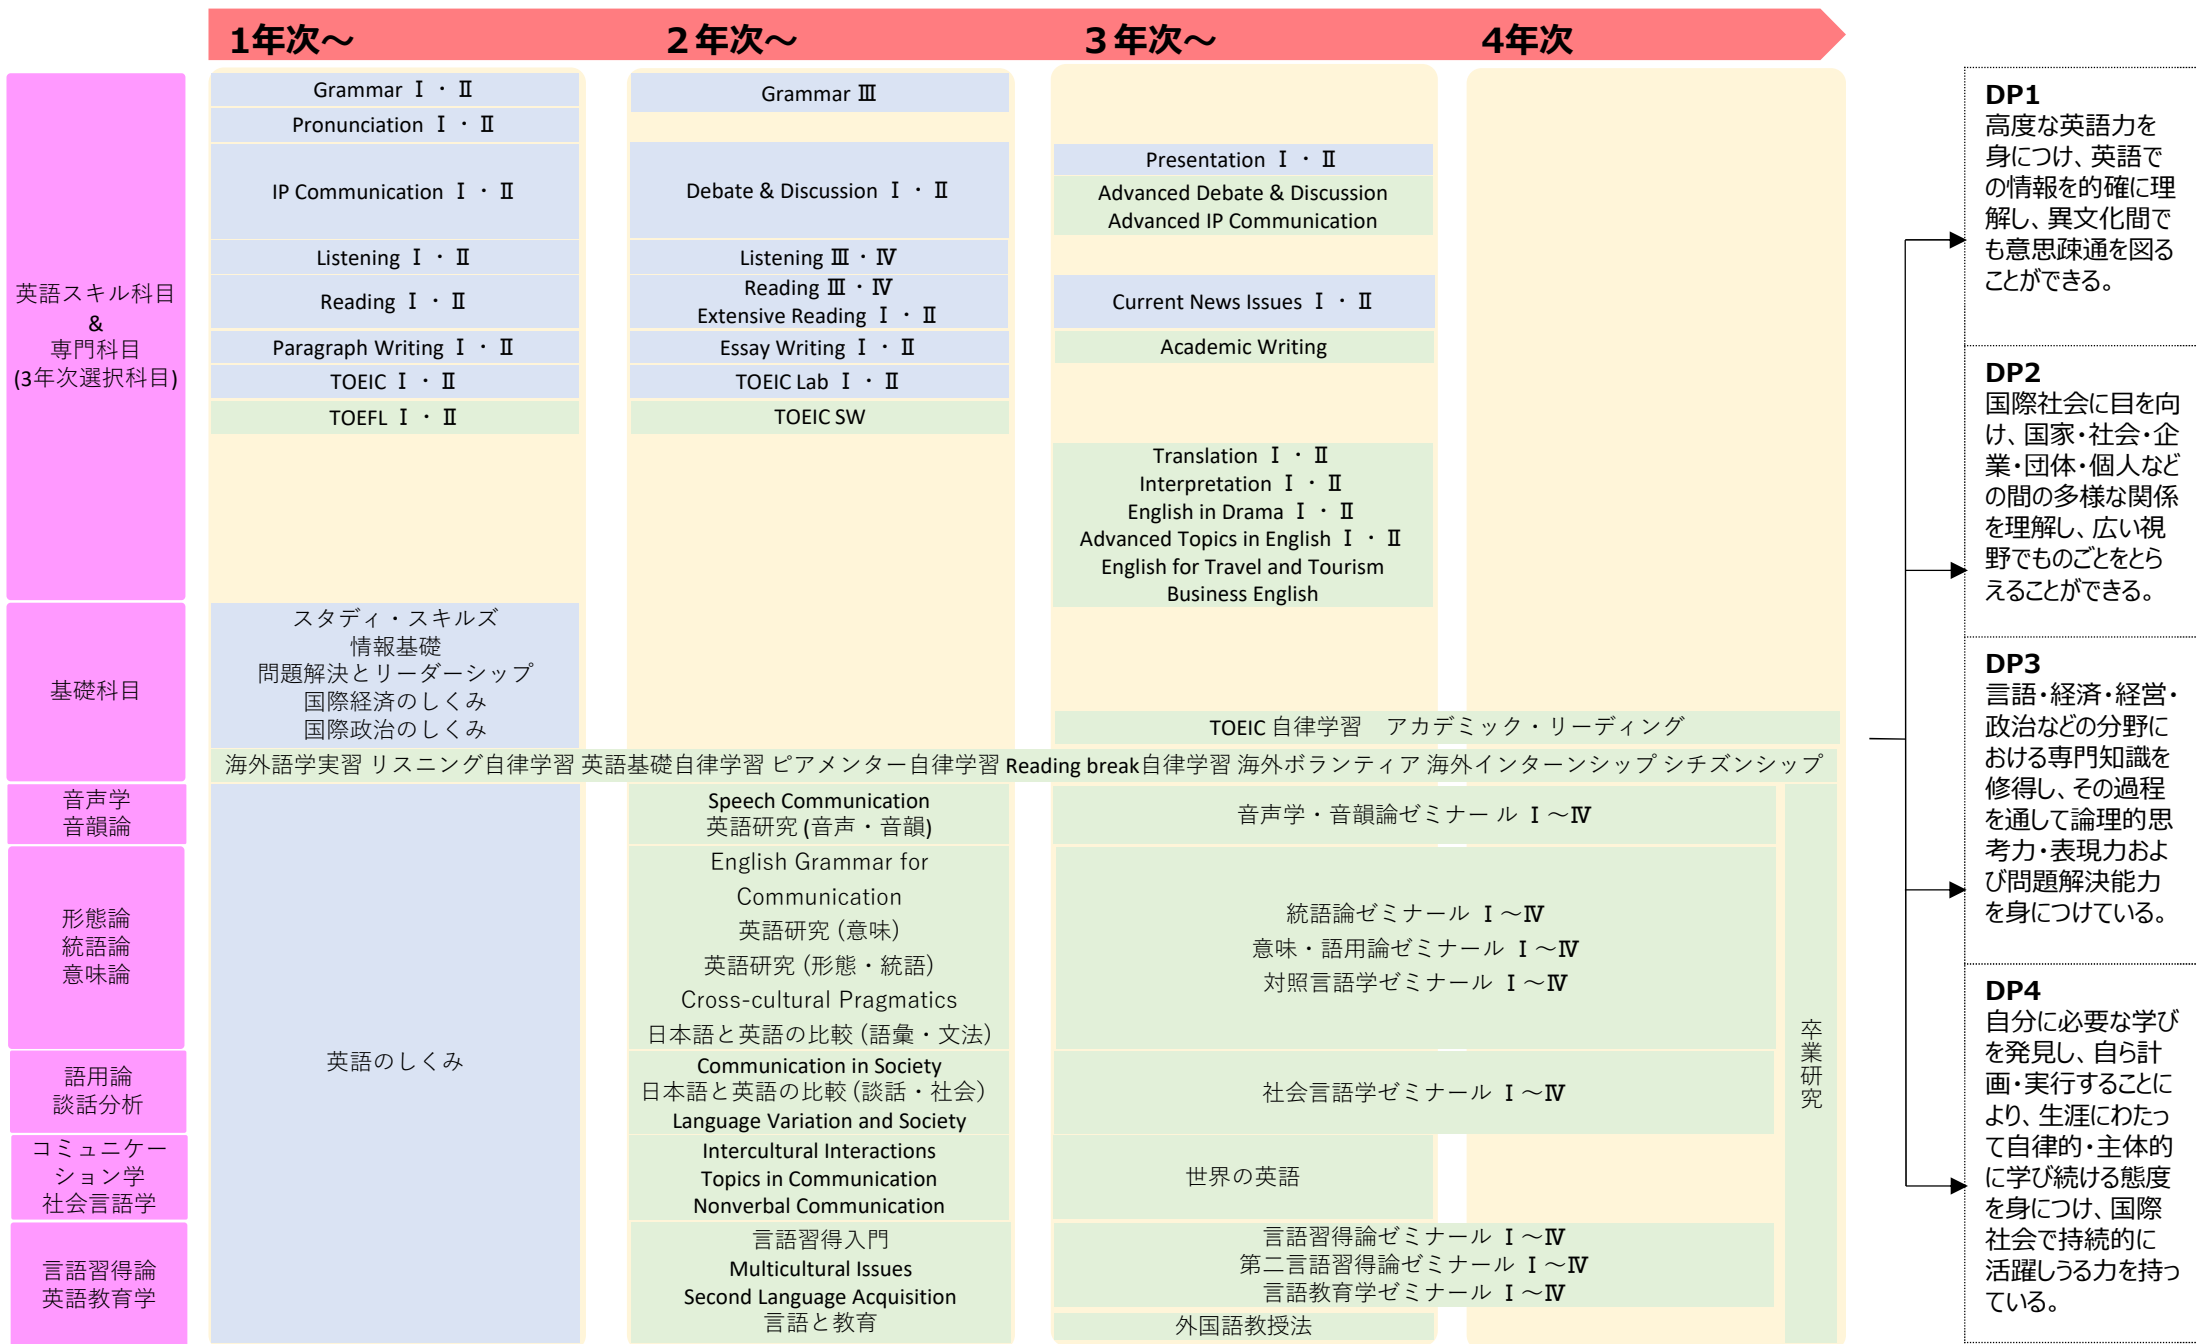 1年次～
２年次～
３年次～
4年次
英語スキル科目
&
専門科目
(3年次選択科目)
Grammar Ⅰ・Ⅱ
Pronunciation Ⅰ・Ⅱ
IP Communication Ⅰ・Ⅱ
Listening Ⅰ・Ⅱ
Reading Ⅰ・Ⅱ
Paragraph Writing Ⅰ・Ⅱ
TOEIC Ⅰ・Ⅱ
TOEFL Ⅰ・Ⅱ
Grammar Ⅲ
Debate & Discussion Ⅰ・Ⅱ
Listening Ⅲ・Ⅳ
Reading Ⅲ・Ⅳ
Extensive Reading Ⅰ・Ⅱ
Essay Writing Ⅰ・Ⅱ
TOEIC Lab Ⅰ・Ⅱ
TOEIC SW
Presentation Ⅰ・Ⅱ
Advanced Debate & Discussion
Advanced IP Communication
Current News Issues Ⅰ・Ⅱ
Academic Writing
Translation Ⅰ・Ⅱ
Interpretation Ⅰ・Ⅱ
English in Drama Ⅰ・Ⅱ
Advanced Topics in English Ⅰ・Ⅱ
English for Travel and Tourism
Business English
基礎科目
スタディ・スキルズ
情報基礎
問題解決とリーダーシップ
国際経済のしくみ
国際政治のしくみ
TOEIC 自律学習　アカデミック・リーディング
海外語学実習 リスニング自律学習 英語基礎自律学習 ピアメンター自律学習 Reading break自律学習 海外ボランティア 海外インターンシップ シチズンシップ
音声学
音韻論
形態論
統語論
意味論
語用論
談話分析
コミュニケー
ション学
社会言語学
言語習得論
英語教育学
英語のしくみ
Speech Communication
英語研究 (音声・音韻)
English Grammar for
Communication
英語研究 (意味)
英語研究 (形態・統語)
Cross-cultural Pragmatics
日本語と英語の比較 (語彙・文法)
Communication in Society
日本語と英語の比較 (談話・社会)
Language Variation and Society
Intercultural Interactions
Topics in Communication
Nonverbal Communication
言語習得入門
Multicultural Issues
Second Language Acquisition
言語と教育
音声学・音韻論ゼミナール Ⅰ～Ⅳ
統語論ゼミナール Ⅰ～Ⅳ
意味・語用論ゼミナール Ⅰ～Ⅳ
対照言語学ゼミナール Ⅰ～Ⅳ
社会言語学ゼミナール Ⅰ～Ⅳ
世界の英語
言語習得論ゼミナール Ⅰ～Ⅳ
第二言語習得論ゼミナール Ⅰ～Ⅳ
言語教育学ゼミナール Ⅰ～Ⅳ
外国語教授法
卒業研究
DP1
高度な英語力を
身につけ、英語で
の情報を的確に理
解し、異文化間で
も意思疎通を図る
ことができる。
DP2
国際社会に目を向
け、国家・社会・企
業・団体・個人など
の間の多様な関係
を理解し、広い視
野でものごとをとら
えることができる。
DP3
言語・経済・経営・
政治などの分野に
おける専門知識を
修得し、その過程
を通して論理的思
考力・表現力およ
び問題解決能力
を身につけている。
DP4
自分に必要な学び
を発見し、自ら計
画・実行することに
より、生涯にわたっ
て自律的・主体的
に学び続ける態度
を身につけ、国際
社会で持続的に
活躍しうる力を持っ
ている。